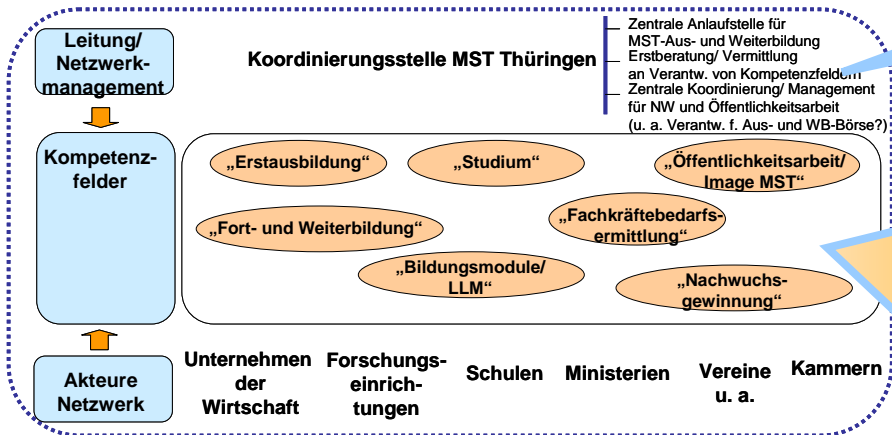 Leitung/
Netzwerk-
management
Koordinierungsstelle MST Thüringen
Zentrale Anlaufstelle für
MST-Aus- und Weiterbildung
Erstberatung/ Vermittlung
an Verantw. von Kompetenzfeldern
Zentrale Koordinierung/ Management
für NW und Öffentlichkeitsarbeit
(u. a. Verantw. f. Aus- und WB-Börse?)
Kompetenz-
felder
„Erstausbildung“
„Studium“
„Öffentlichkeitsarbeit/
Image MST“
„Fort- und Weiterbildung“
„Fachkräftebedarfs-
ermittlung“
„Bildungsmodule/
LLM“
„Nachwuchs-
gewinnung“
Akteure
Netzwerk
Unternehmen
der
Wirtschaft
Forschungs-
einrich-
tungen
Schulen
Ministerien
Vereine
u. a.
Kammern